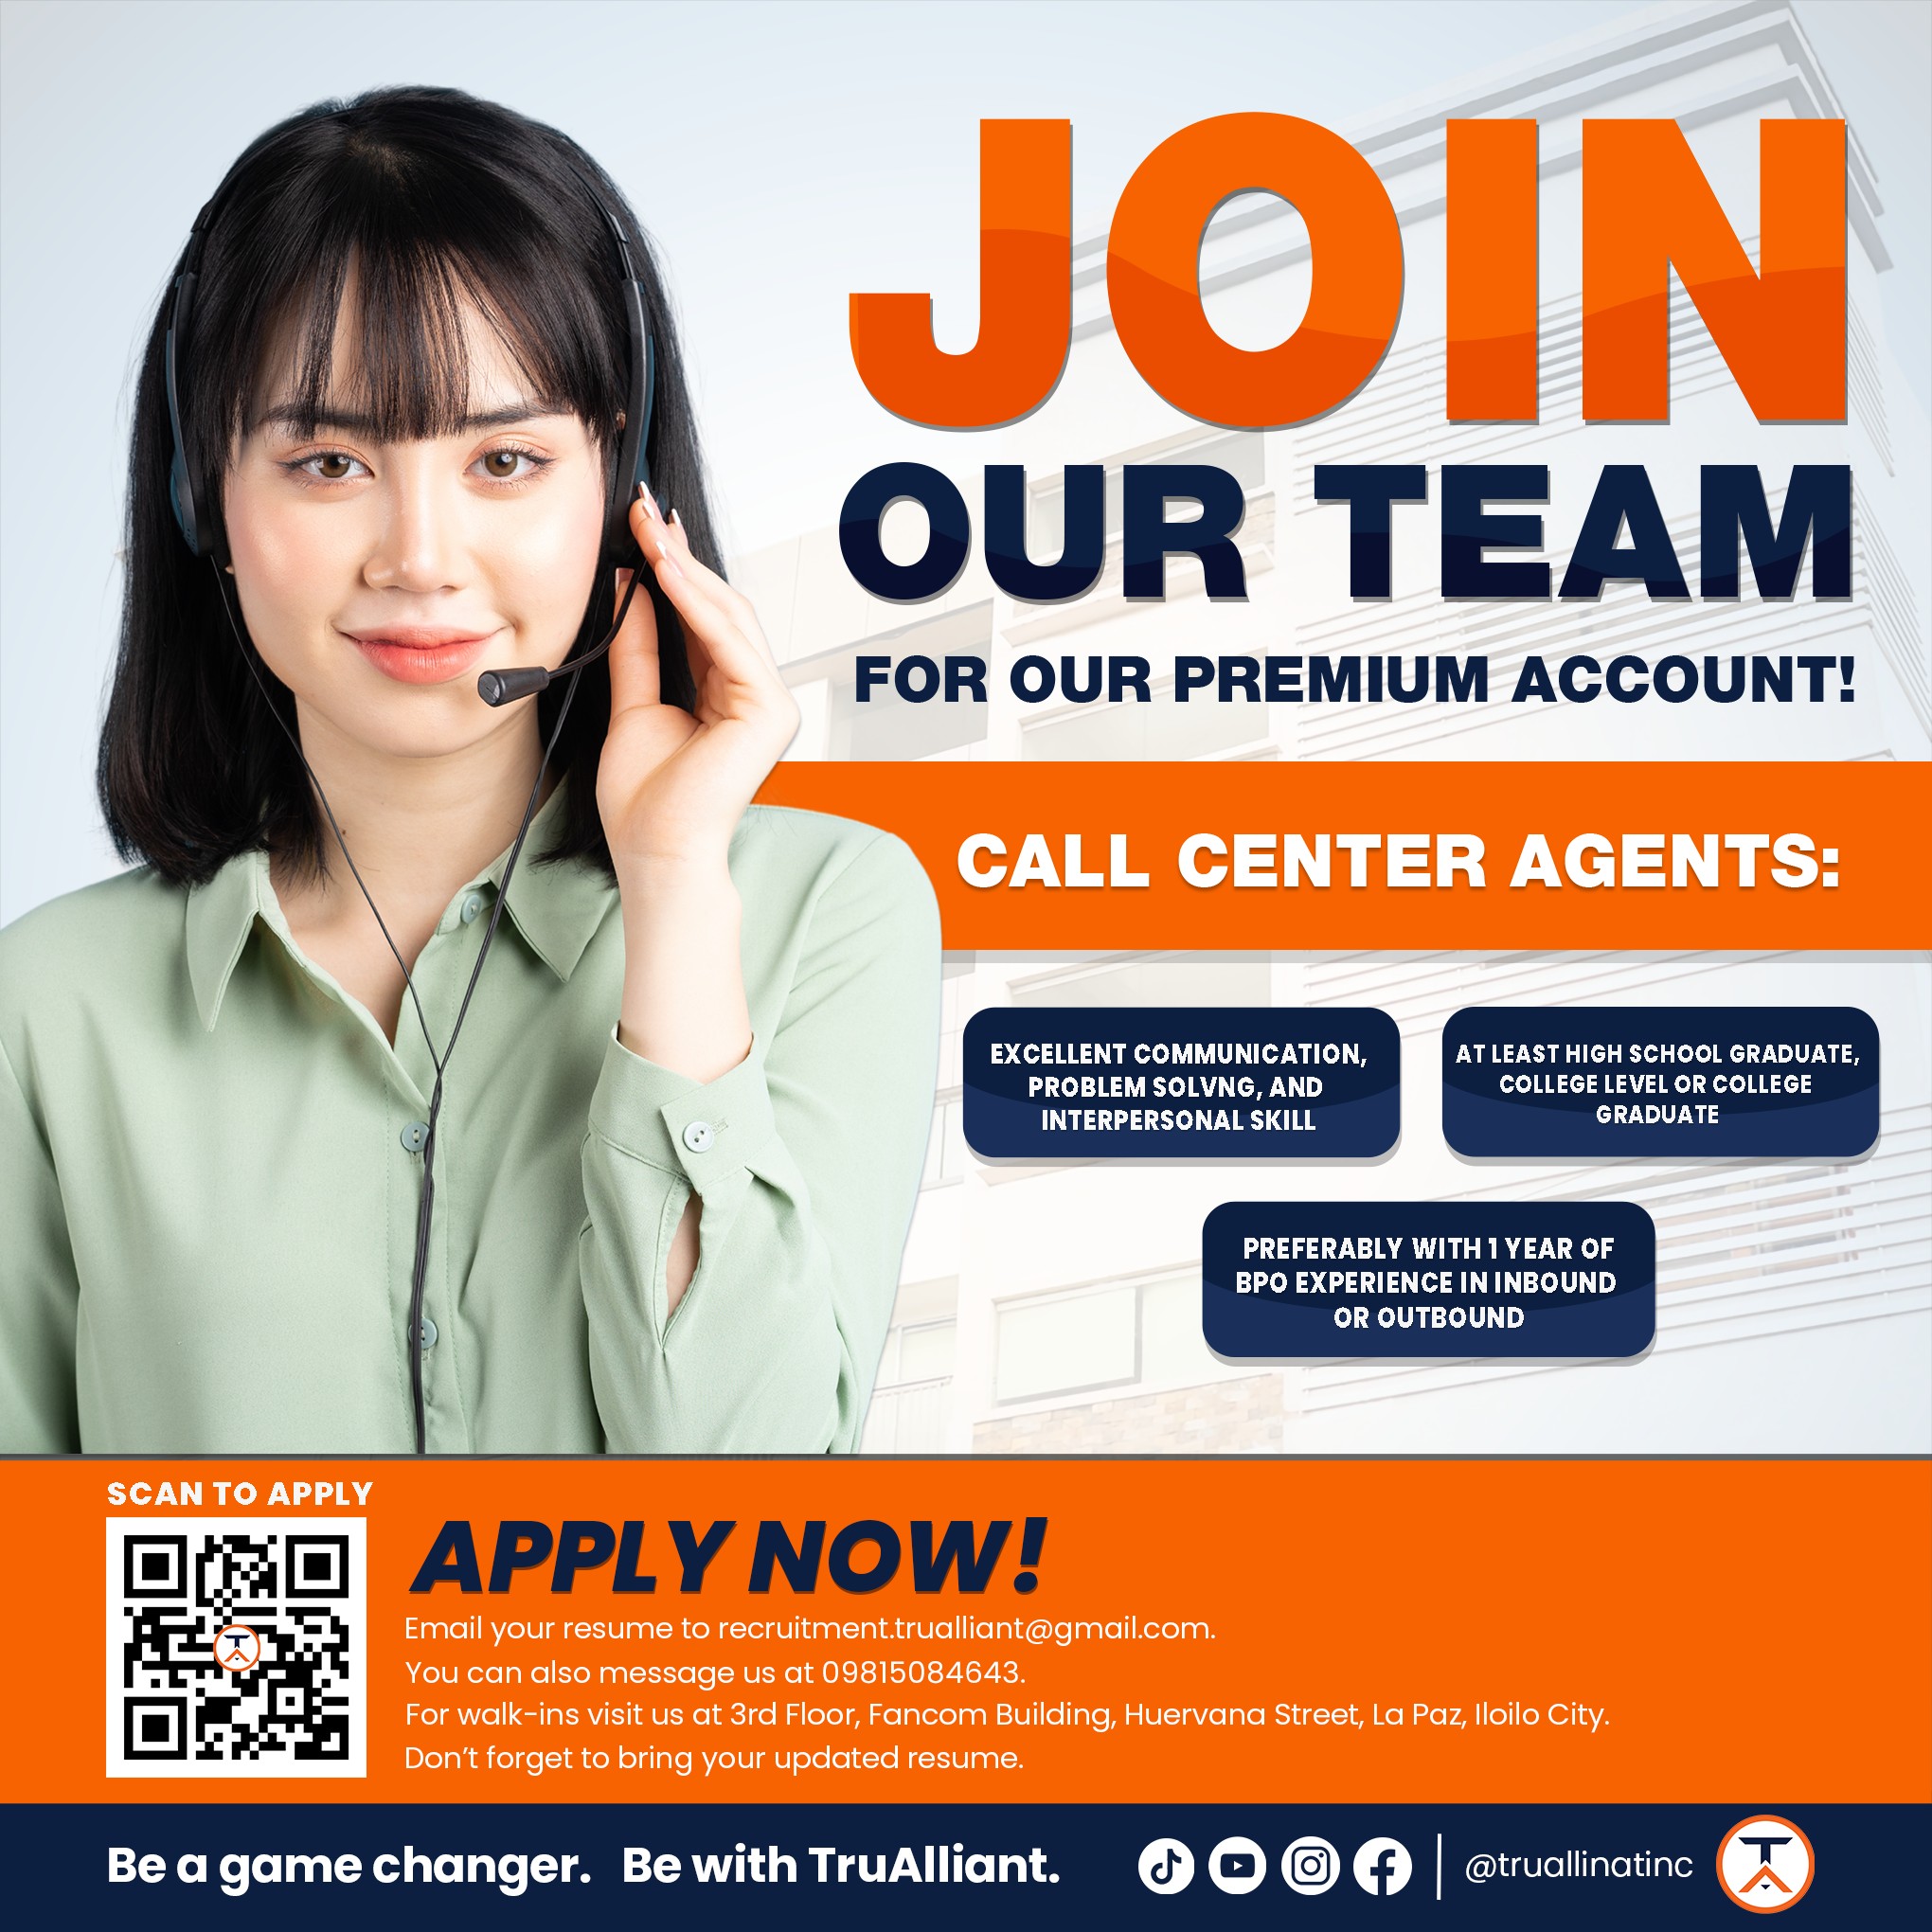 JOIN
OUR TEAM
FOR OUR PREMIUM ACCOUNT!
CALL CENTER AGENTS:
EXCELLENT COMMUNICATION,
PROBLEM SOLVNG, AND
INTERPERSONAL SKILL
AT LEAST HIGH SCHOOL GRADUATE,
COLLEGE LEVEL OR COLLEGE
GRADUATE
PREFERABLY WITH 1 YEAR OF
BPO EXPERIENCE IN INBOUND
OR OUTBOUND
SCAN TO APPLY
APPLY NOW!
Email your resume to recruitment.trualliant@gmail.com.
You can also message us at 09815084643.
For walk-ins visit us at 3rd Floor, Fancom Building, Huervana Street, La Paz, Iloilo City.
Don’t forget to bring your updated resume.
Be a game changer. Be with TruAlliant.
@truallinatinc